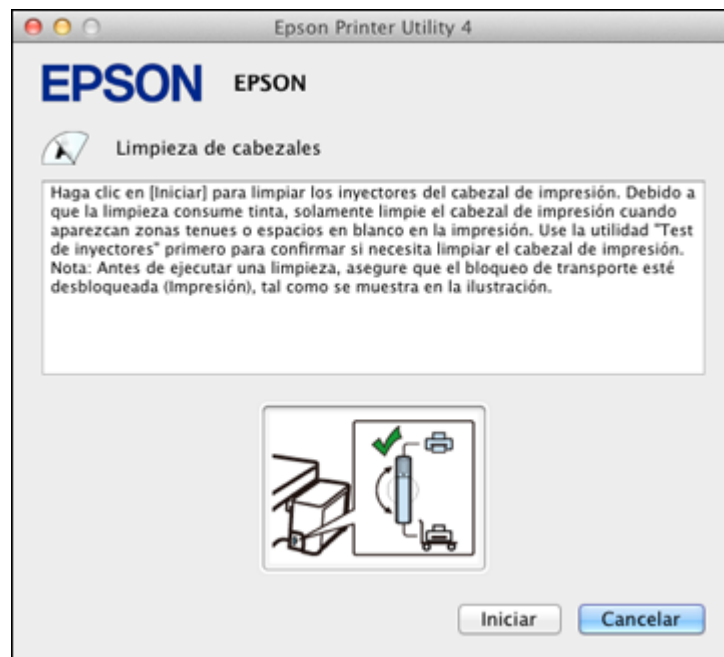 Epson Printer Utility 4
EPSON EPSON
Limpieza de cabezales
Haga clic en [Iniciar] para limpiar los inyectores del cabezal de impresión. Debido a
que la limpieza consume tinta, solamente limpie el cabezal de impresión cuando
aparezcan zonas tenues o espacios en blanco en la impresión. Use la utilidad "Test
de inyectores" primero para confirmar si necesita limpiar el cabezal de impresión.
Nota: Antes de ejecutar una limpieza, asegure que el bloqueo de transporte esté
desbloqueada (Impresión), tal como se muestra en la ilustración.
Iniciar Cancelar